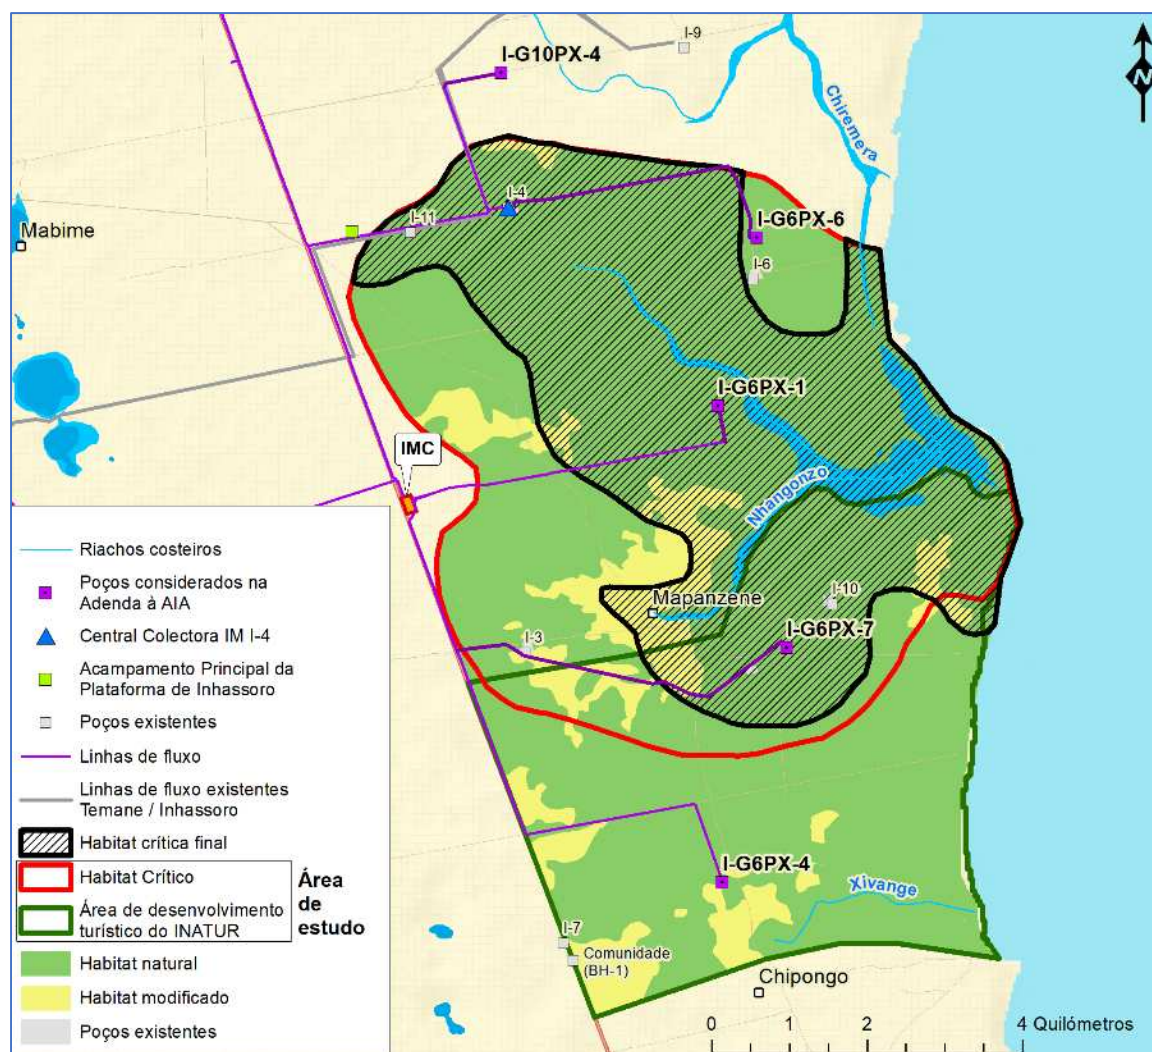 I-9
I-G10PX-4
Chiremera
N
I-4
I-11
I-G6PX-6
Mabime
I-6
I-G6PX-1
IMC
Nhangonzo
Riachos costeiros
Poços considerados na
Adenda à AIA
Central Colectora IM I-4
Acampamento Principal da
Plataforma de Inhassoro
Poços existentes
Linhas de fluxo
Linhas de fluxo existentes
Temane / Inhassoro
Habitat crítica final
Habitat Crítico
Área de desenvolvimento
turístico do INATUR
Área
de
estudo
Habitat natural
Habitat modificado
Poços existentes
Mapanzene
I-10
I-3
I-G6PX-7
I-G6PX-4
Xivange
I-7
Comunidade
(BH-1)
Chipongo
0 1 2 4 Quilómetros